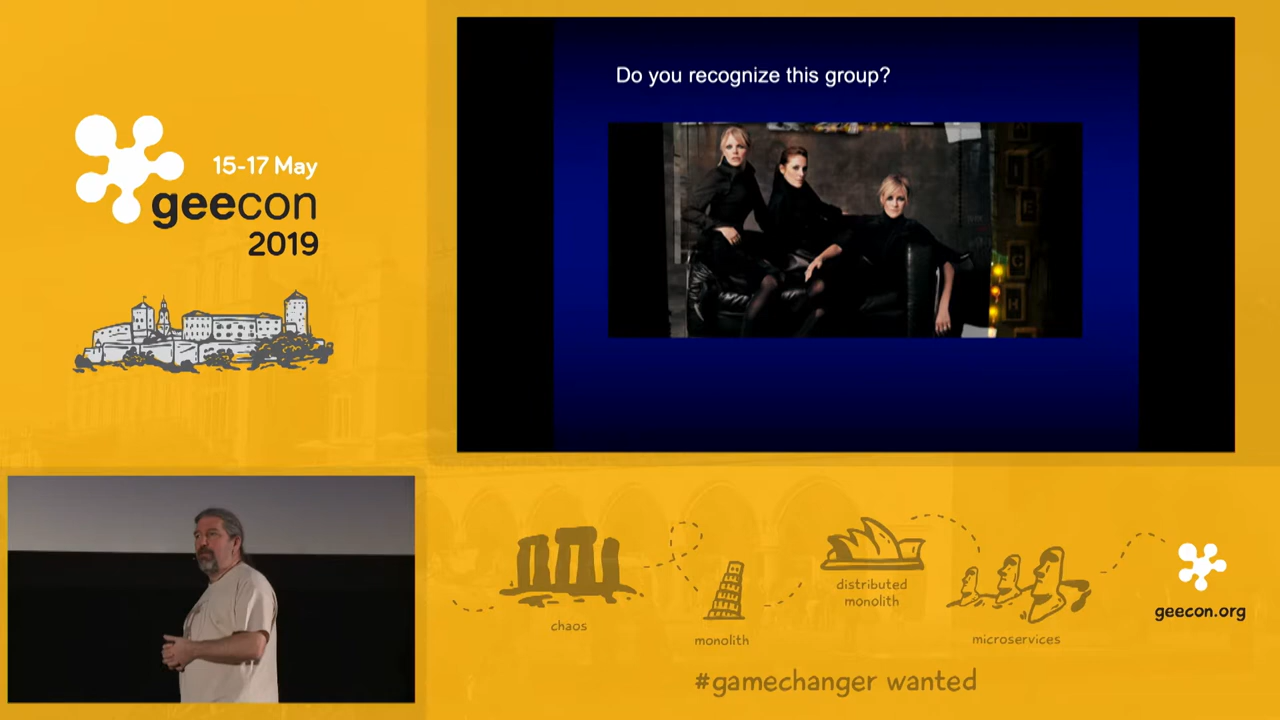 15-17 May
geecon
2019
Do you recognize this group?
chaos
monolith
distributed
monolith
microservices
geecon.org
#gamechanger wanted